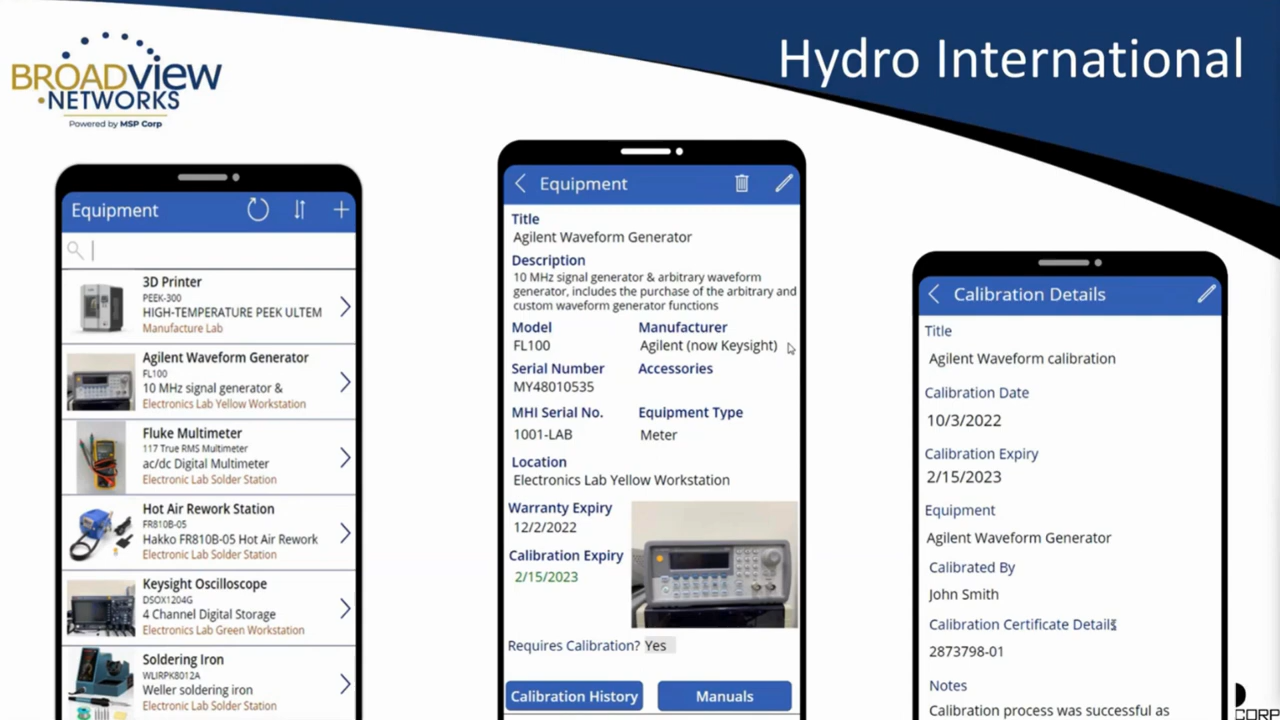 BROADVIEW
NETWORKS
Powered by MSP Corp
Hydro International
Equipment
3D Printer
PEEK-300
HIGH-TEMPERATURE PEEK ULTEM
Manufacture Lab
Agilent Waveform Generator
FL100
10 MHz signal generator &
Electronics Lab Yellow Workstation
Fluke Multimeter
117 True RMS Multimeter
ac/dc Digital Multimeter
Electronic Lab Solder Station
Hot Air Rework Station
FR810B-05
Hakko FR810B-05 Hot Air Rework
Electronic Lab Solder Station
Keysight Oscilloscope
DSOX1204G
4 Channel Digital Storage
Electronics Lab Green Workstation
Soldering Iron
WLIRPK8012A
Weller soldering iron
Electronic Lab Solder Station
Equipment
Title
Agilent Waveform Generator
Description
10 MHz signal generator & arbitrary waveform
generator, includes the purchase of the arbitrary and
custom waveform generator functions
Model Manufacturer
FL100 Agilent (now Keysight)
Serial Number Accessories
MY48010535
MHI Serial No. Equipment Type
1001-LAB Meter
Location
Electronics Lab Yellow Workstation
Warranty Expiry
12/2/2022
Calibration Expiry
2/15/2023
Requires Calibration? Yes
Calibration History Manuals
Calibration Details
Title
Agilent Waveform calibration
Calibration Date
10/3/2022
Calibration Expiry
2/15/2023
Equipment
Agilent Waveform Generator
Calibrated By
John Smith
Calibration Certificate Details
2873798-01
Notes
Calibration process was successful as
CORP